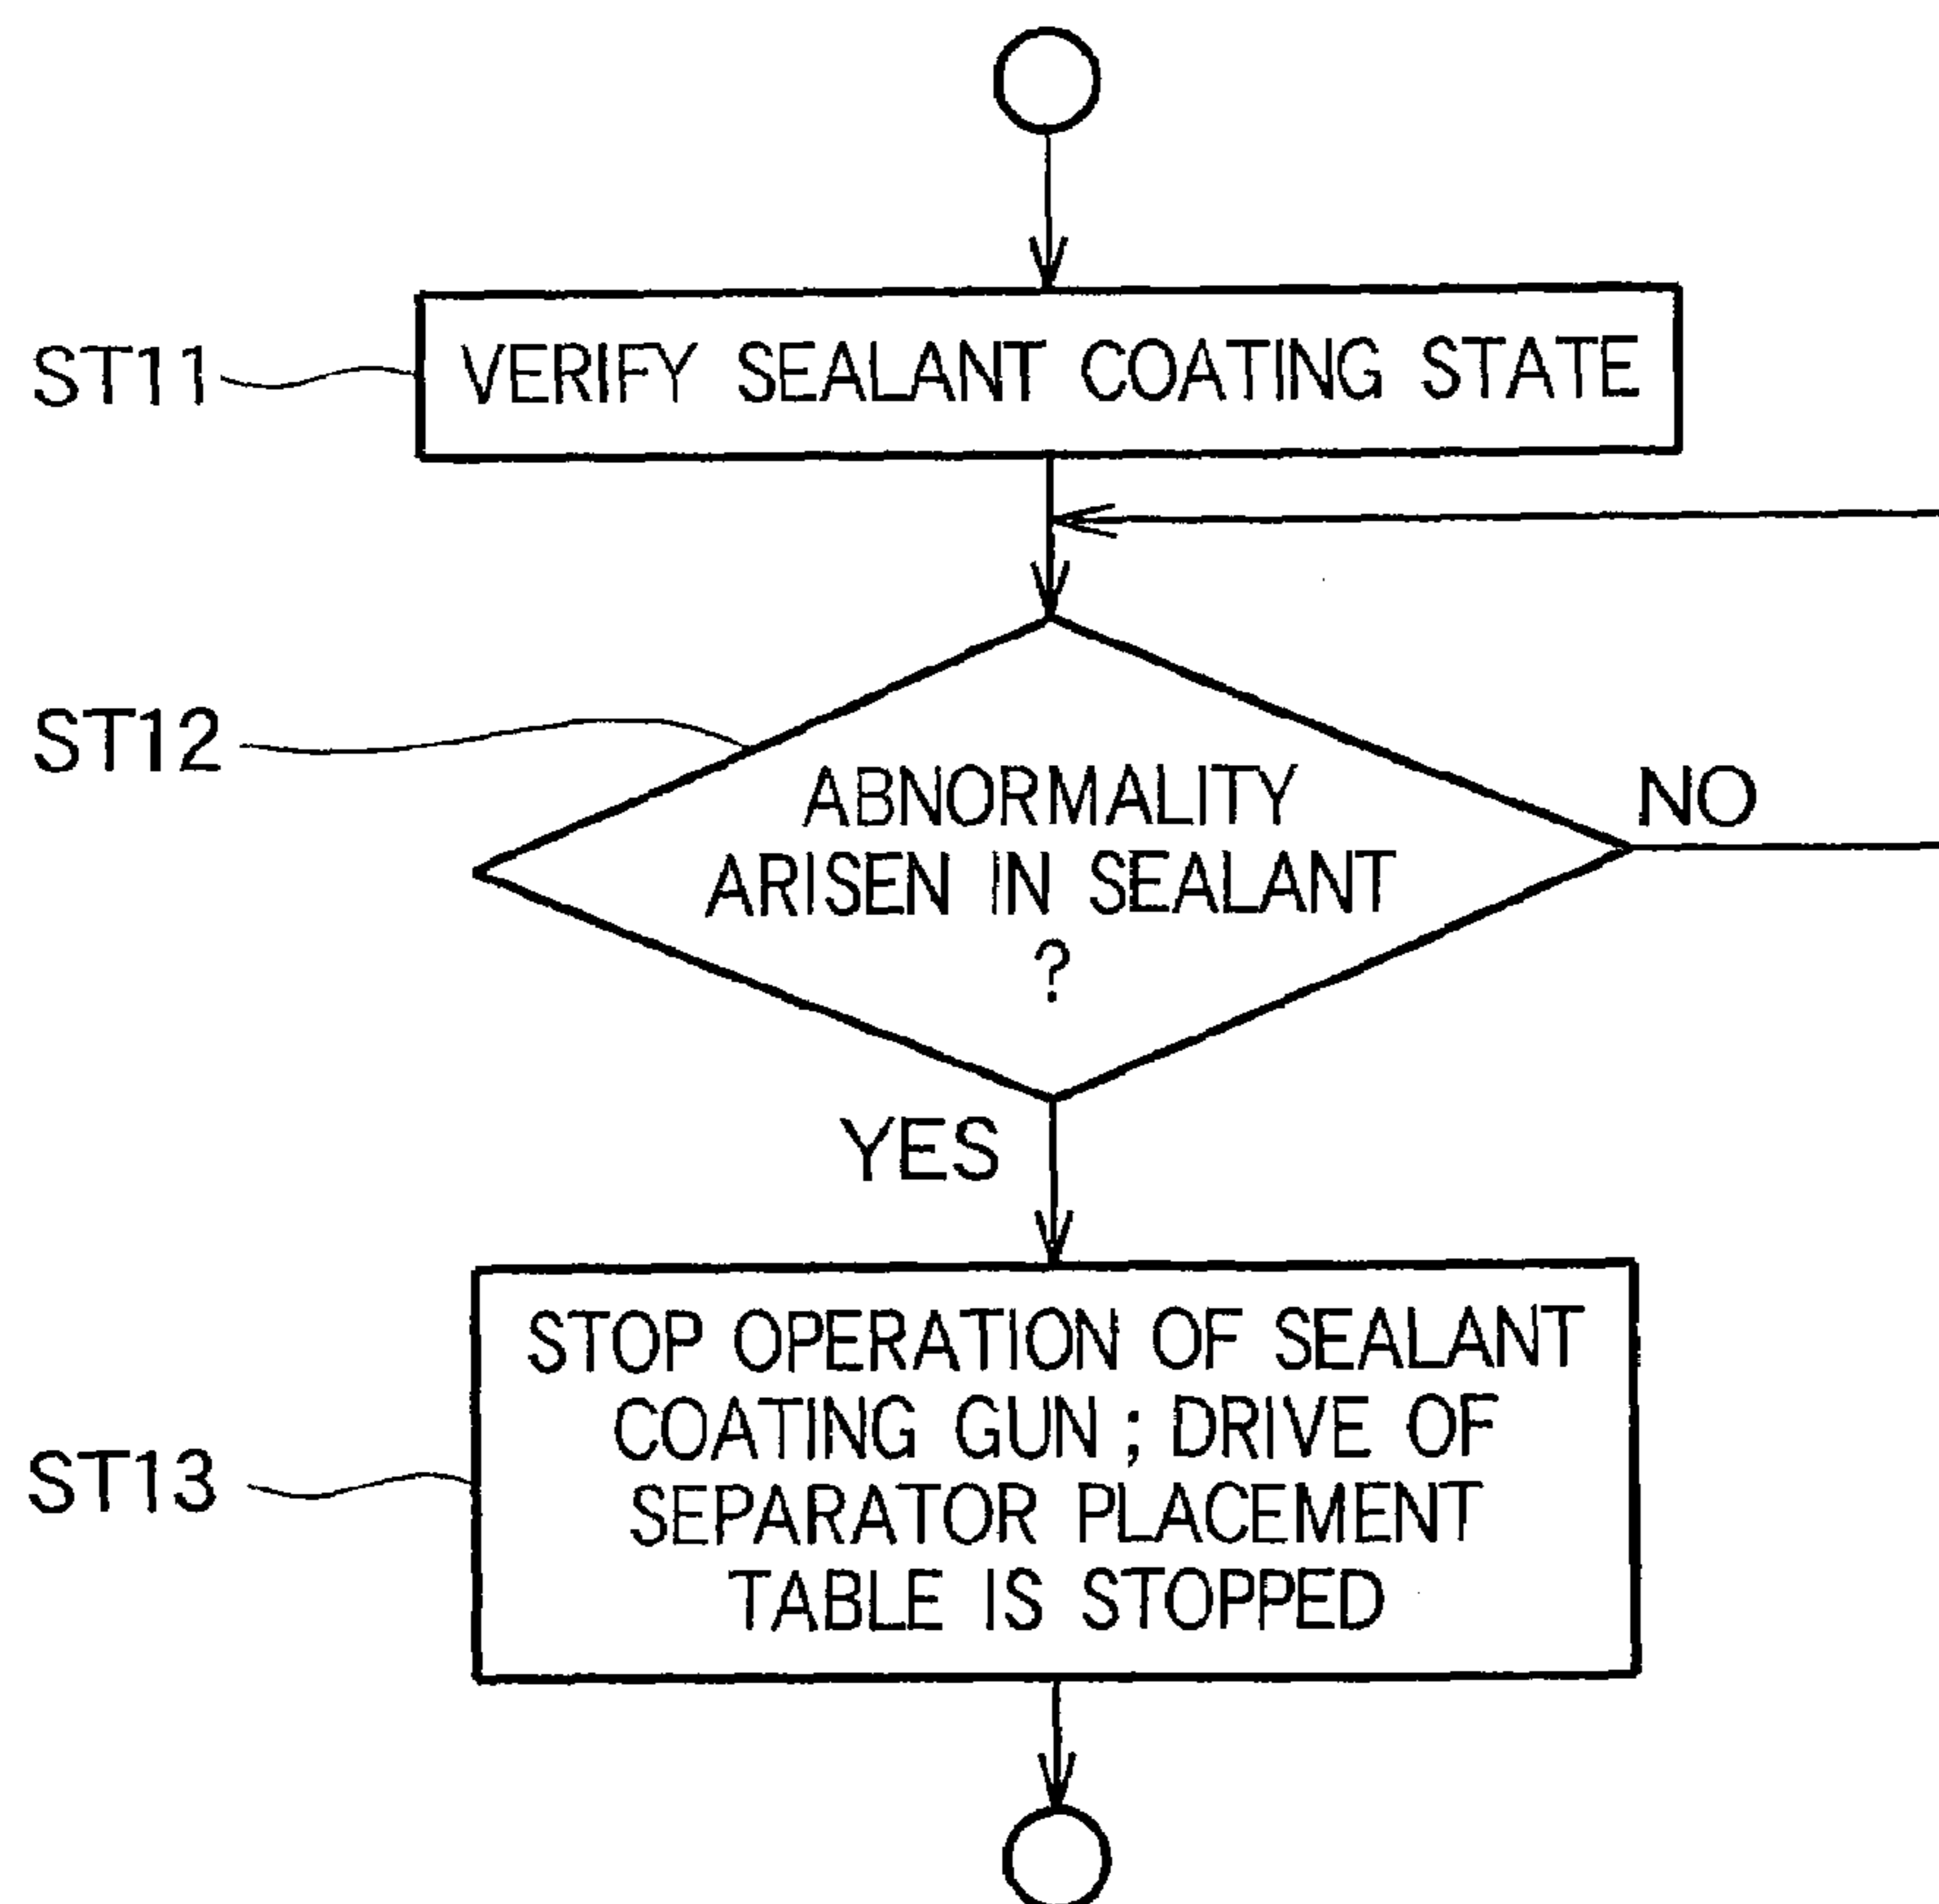 ST11
VERIFY SEALANT COATING STATE
ST12
ABNORMALITY
ARISEN IN SEALANT
?
NO
YES
STOP OPERATION OF SEALANT
COATING GUN ; DRIVE OF
SEPARATOR PLACEMENT
TABLE IS STOPPED
ST13